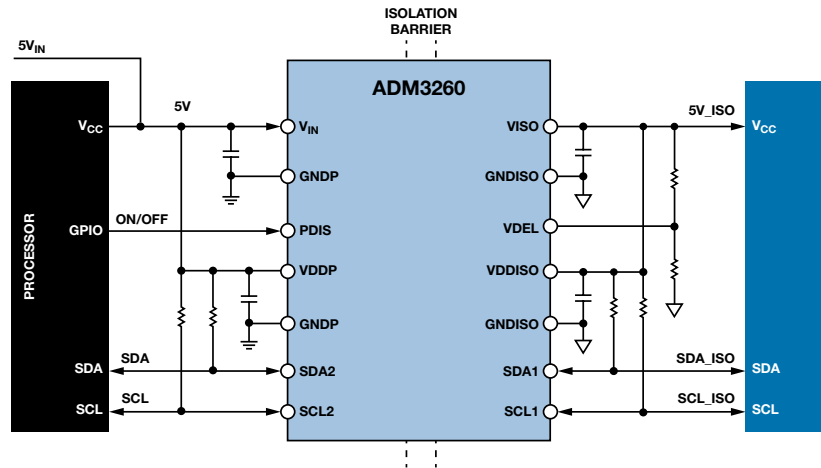 ISOLATION
BARRIER
5VIN
ADM3260
5V
5V_ISO
VCC
VIN
VISO
VCC
GNDP
GNDISO
PROCESSOR
GPIO
ON/OFF
PDIS
VDEL
VDDP
VDDISO
GNDP
GNDISO
SDA
SDA
SDA2
SDA1
SDA_ISO
SDA
SCL
SCL
SCL2
SCL1
SCL_ISO
SCL